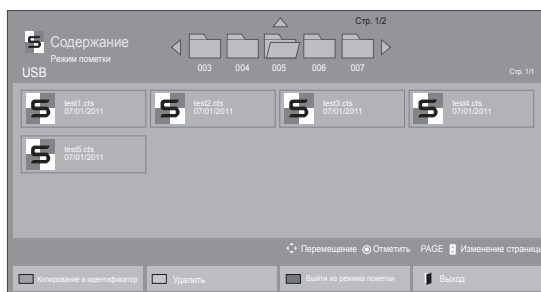 Стр. 1/2
Содержание
Режим пометки
USB
003 004 005 006 007
Стр. 1/1
test1.cts
07/01/2011
test2.cts
07/01/2011
test3.cts
07/01/2011
test4.cts
07/01/2011
test5.cts
07/01/2011
Перемещение Отметить PAGE Изменение страницы
Копирование в идентификатор Удалить Выйти из режима пометки Выход